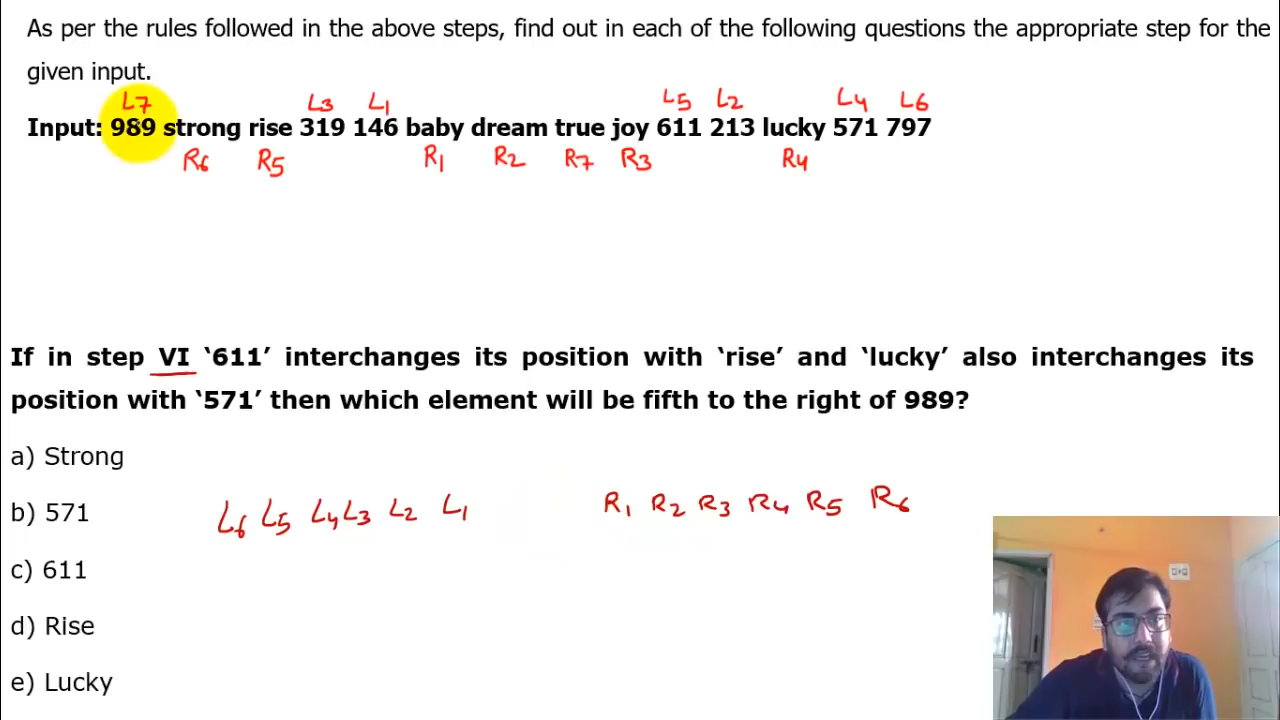 As per the rules followed in the above steps, find out in each of the following questions the appropriate step for the
given input.
L7 L3 L1 L5 L2 L4 L6
Input: 989 strong rise 319 146 baby dream true joy 611 213 lucky 571 797
R6 R5 R1 R2 R7 R3 R4
If in step VI ‘611’ interchanges its position with ‘rise’ and ‘lucky’ also interchanges its
position with ‘571’ then which element will be fifth to the right of 989?
a) Strong
b) 571
L6 L5 L4 L3 L2 L1 R1 R2 R3 R4 R5 R6
c) 611
d) Rise
e) Lucky